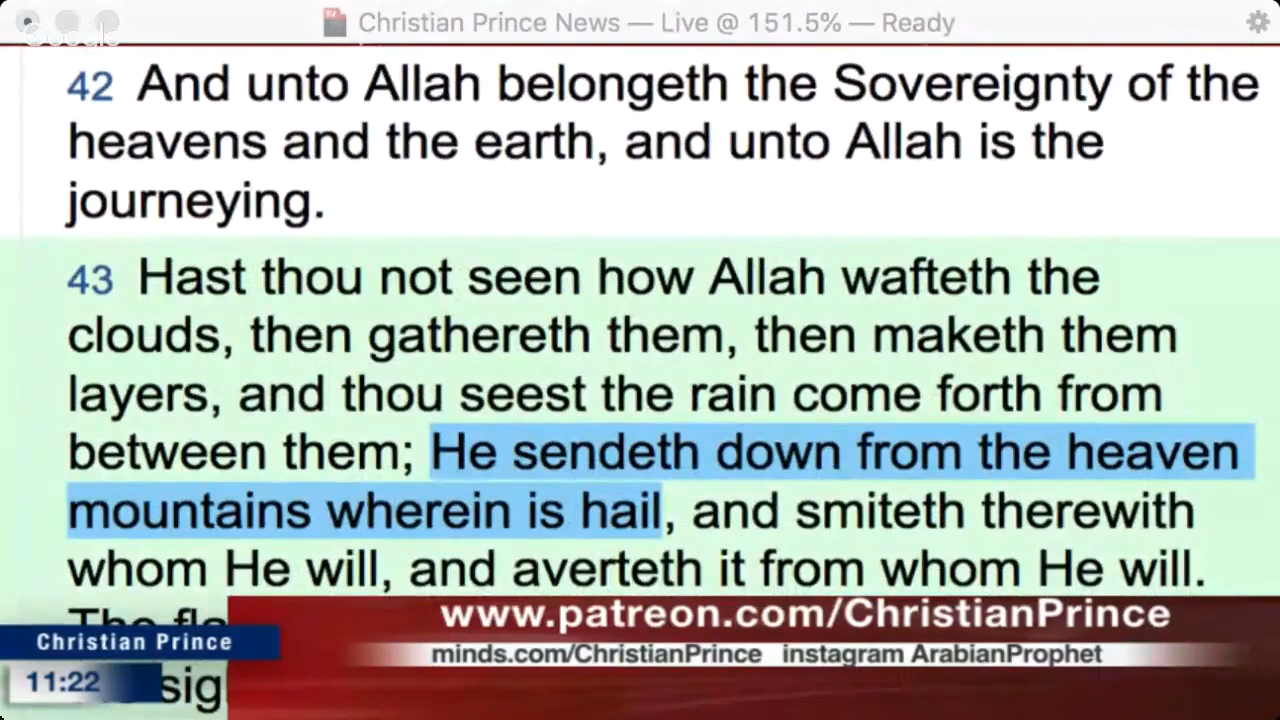 Christian Prince News — Live @ 151.5% — Ready
Google
42 And unto Allah belongeth the Sovereignty of the
heavens and the earth, and unto Allah is the
journeying.
43 Hast thou not seen how Allah wafteth the
clouds, then gathereth them, then maketh them
layers, and thou seest the rain come forth from
between them; He sendeth down from the heaven
mountains wherein is hail, and smiteth therewith
whom He will, and averteth it from whom He will.
The
www.patreon.com/ChristianPrince
Christian Prince
minds.com/ChristianPrince instagram ArabianProphet
11:22